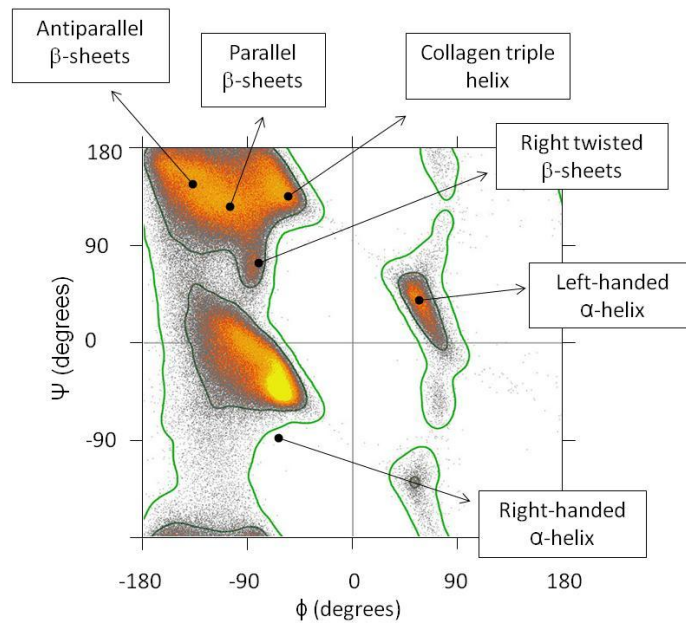 Antiparallel
β-sheets
Parallel
β-sheets
Collagen triple
helix
Right twisted
β-sheets
Left-handed
α-helix
Right-handed
α-helix
180
90
0
-90
Ψ (degrees)
-180
-90
0
90
180
ϕ (degrees)